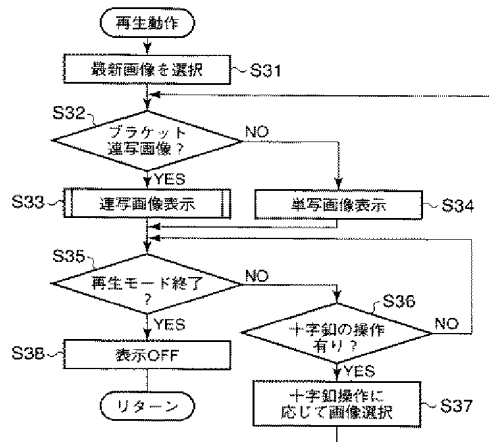 再生動作
最新画像を選択
S31
S32
ブラケット
連写画像？
NO
YES
S33
連写画像表示
単写画像表示
S34
S35
再生モード終了
？
NO
YES
S36
十字釦の操作
有り？
NO
YES
S38
表示OFF
十字釦操作に
応じて画像選択
S37
リターン